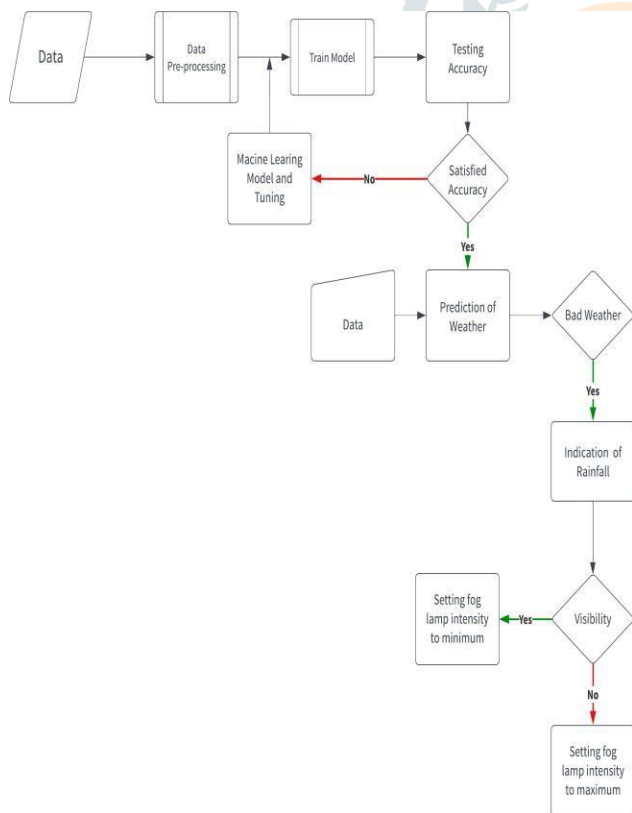 Data
Data
Pre-processing
Train Model
Testing
Accuracy
Macine Learing
Model and
Tuning
No
Satisfied
Accuracy
Yes
Data
Prediction of
Weather
Bad Weather
Yes
Indication of
Rainfall
Setting fog
lamp intensity
to minimum
Yes
Visibility
No
Setting fog
lamp intensity
to maximum